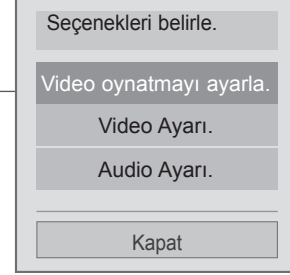 Seçenekleri belirle.
Video oynatmayı ayarla.
Video Ayarı.
Audio Ayarı.
Kapat